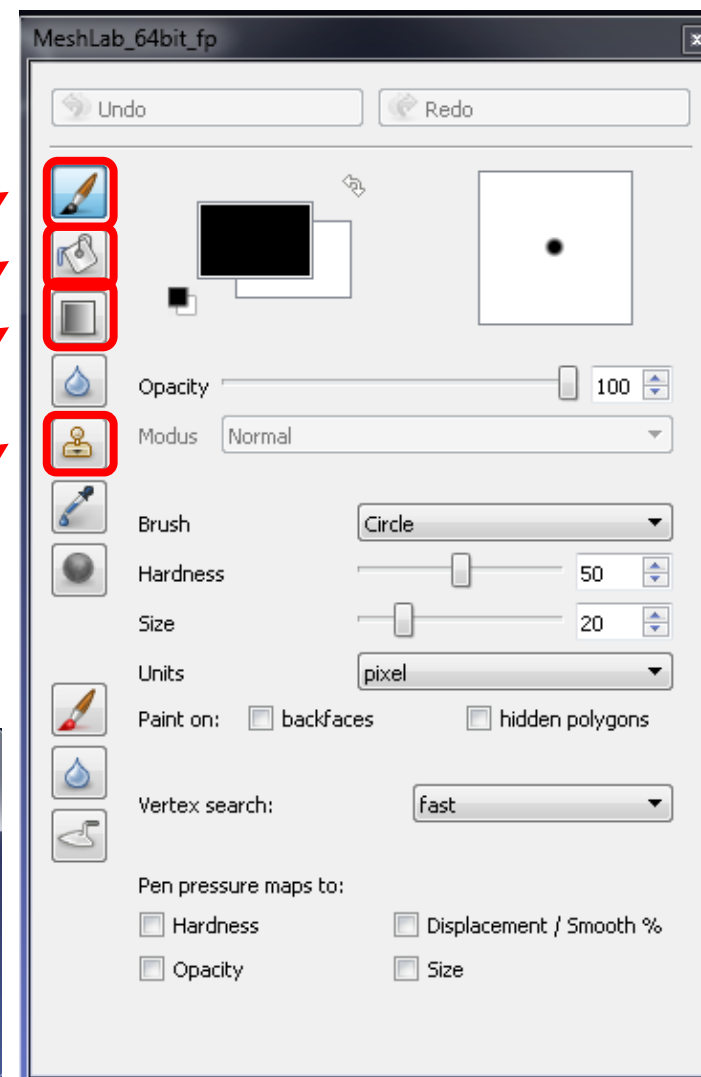 MeshLab_64bit_fp
Undo Redo
Opacity 100
Modus Normal
Brush Circle
Hardness 50
Size 20
Units pixel
Paint on: backfaces hidden polygons
Vertex search: fast
Pen pressure maps to:
Hardness Displacement / Smooth %
Opacity Size